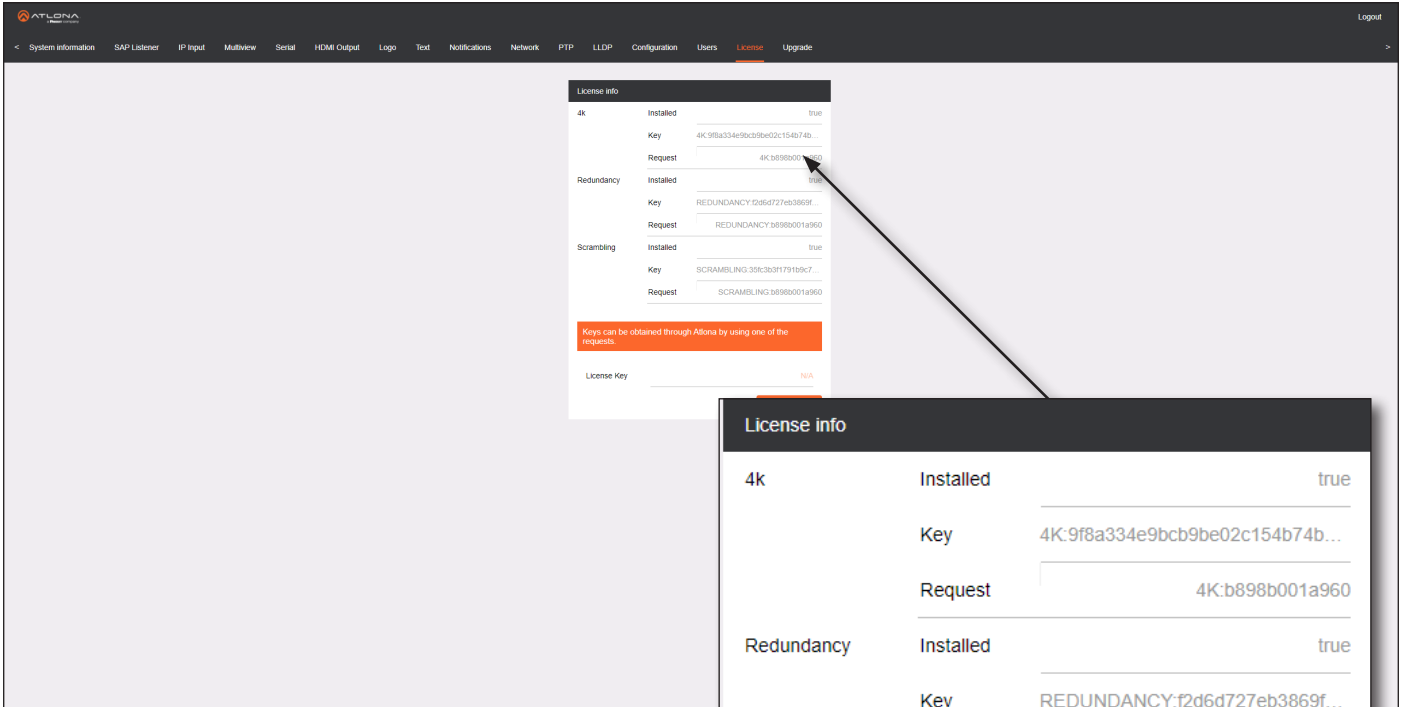 ATLONA
Logout
< System information SAP Listener IP Input Multiview Serial HDMI Output Logo Text Notifications Network PTP LLDP Configuration Users License Upgrade >
License info
4k Installed true
Key 4K:9f8a334e9bcb9be02c154b74b...
Request 4K:b898b001a960
Redundancy Installed true
Key REDUNDANCY:f2d6d727eb3869f...
Request REDUNDANCY:b898b001a960
Scrambling Installed true
Key SCRAMBLING:35fc3b3f1791b9c7...
Request SCRAMBLING:b898b001a960
Keys can be obtained through Atlona by using one of the
requests.
License Key N/A
License info
4k Installed true
Key 4K:9f8a334e9bcb9be02c154b74b...
Request 4K:b898b001a960
Redundancy Installed true
Key REDUNDANCY:f2d6d727eb3869f...